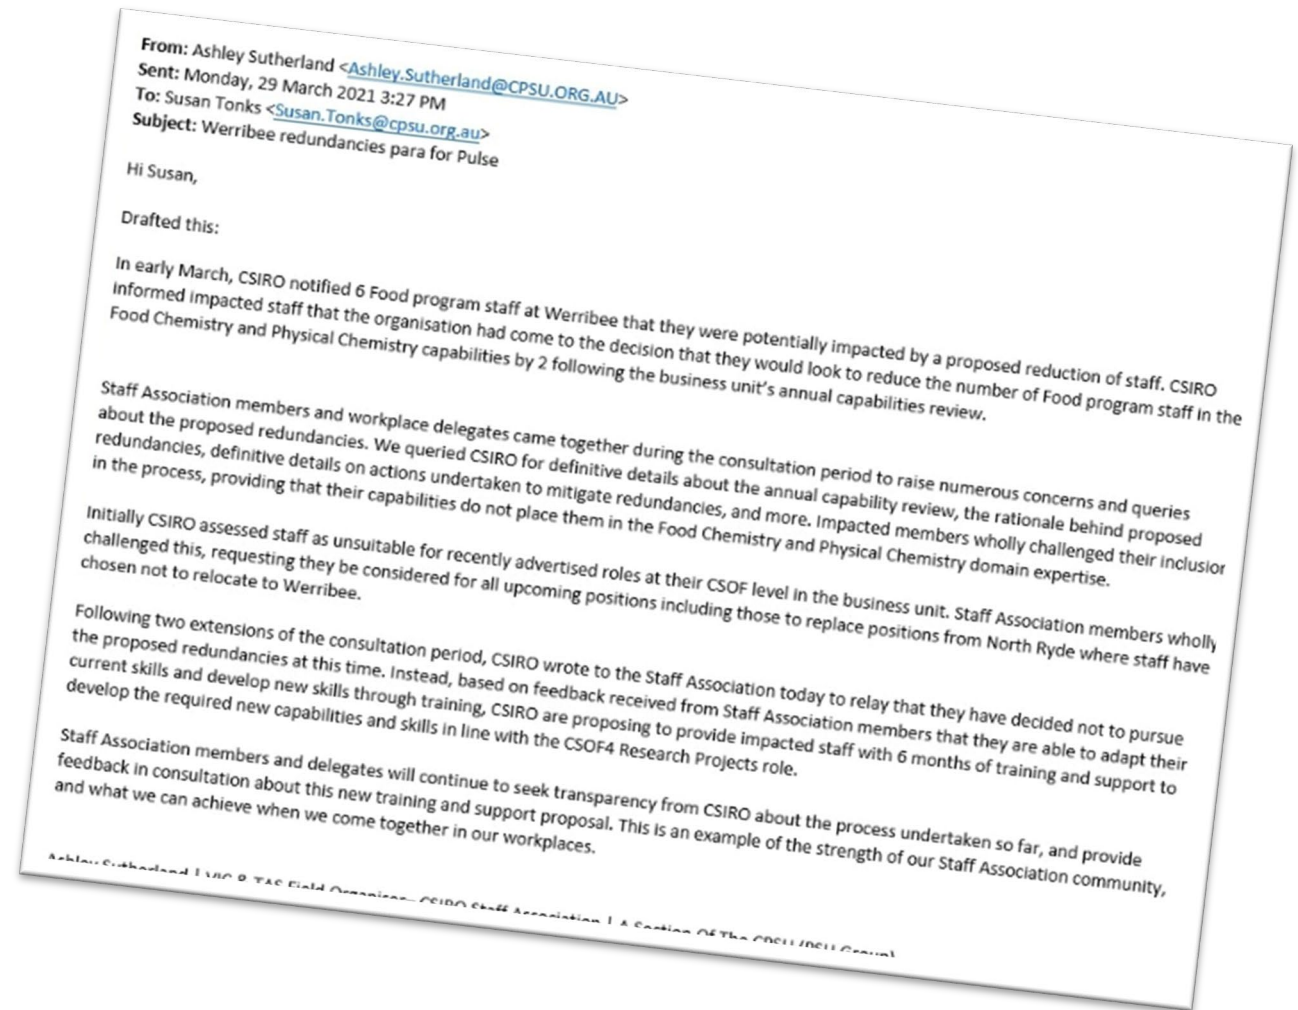 From: Ashley Sutherland <Ashley.Sutherland@CPSU.ORG.AU>
Sent: Monday, 29 March 2021 3:27 PM
To: Susan Tonks <Susan.Tonks@cpsu.org.au>
Subject: Werribee redundancies para for Pulse
Hi Susan,
Drafted this:
In early March, CSIRO notified 6 Food program staff at Werribee that they were potentially impacted by a proposed reduction of staff. CSIRO
informed impacted staff that the organisation had come to the decision that they would look to reduce the number of Food program staff in the
Food Chemistry and Physical Chemistry capabilities by 2 following the business unit's annual capabilities review.
Staff Association members and workplace delegates came together during the consultation period to raise numerous concerns and queries
about the proposed redundancies. We queried CSIRO for definitive details about the annual capability review, the rationale behind proposed
redundancies, definitive details on actions undertaken to mitigate redundancies, and more. Impacted members wholly challenged their inclusion
in the process, providing that their capabilities do not place them in the Food Chemistry and Physical Chemistry domain expertise.
Initially CSIRO assessed staff as unsuitable for recently advertised roles at their CSOF level in the business unit. Staff Association members wholly
challenged this, requesting they be considered for all upcoming positions including those to replace positions from North Ryde where staff have
chosen not to relocate to Werribee.
Following two extensions of the consultation period, CSIRO wrote to the Staff Association today to relay that they have decided not to pursue
the proposed redundancies at this time. Instead, based on feedback received from Staff Association members that they are able to adapt their
current skills and develop new skills through training, CSIRO are proposing to provide impacted staff with 6 months of training and support to
develop the required new capabilities and skills in line with the CSOF4 Research Projects role.
Staff Association members and delegates will continue to seek transparency from CSIRO about the process undertaken so far, and provide
feedback in consultation about this new training and support proposal. This is an example of the strength of our Staff Association community,
and what we can achieve when we come together in our workplaces.
Ashley Sutherland | VIC & TAS Field Organiser– CSIRO Staff Association | A Section Of The CPSU (PSU Group)